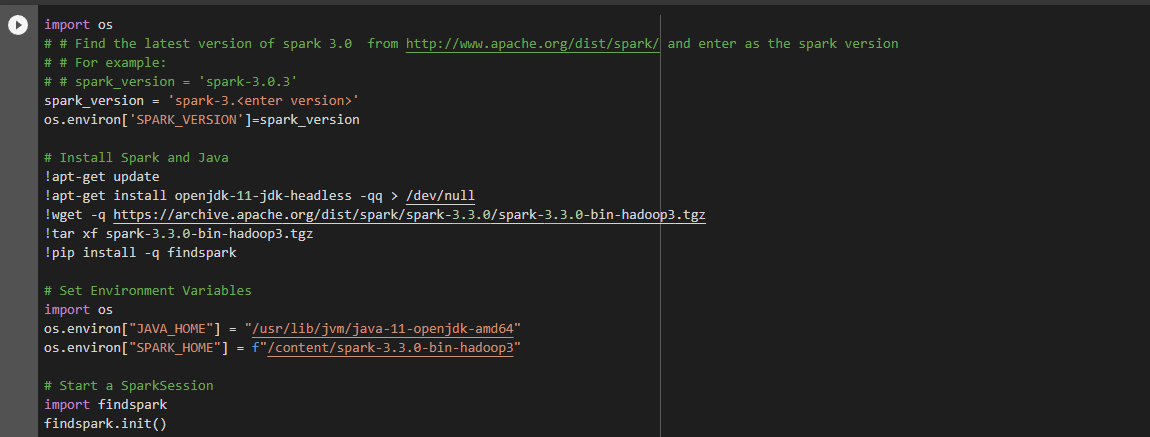 import os
# # Find the latest version of spark 3.0  from http://www.apache.org/dist/spark/ and enter as the spark version
# # For example:
# # spark_version = 'spark-3.0.3'
spark_version = 'spark-3.<enter version>'
os.environ['SPARK_VERSION']=spark_version
# Install Spark and Java
!apt-get update
!apt-get install openjdk-11-jdk-headless -qq > /dev/null
!wget -q https://archive.apache.org/dist/spark/spark-3.3.0/spark-3.3.0-bin-hadoop3.tgz
!tar xf spark-3.3.0-bin-hadoop3.tgz
!pip install -q findspark
# Set Environment Variables
import os
os.environ["JAVA_HOME"] = "/usr/lib/jvm/java-11-openjdk-amd64"
os.environ["SPARK_HOME"] = f"/content/spark-3.3.0-bin-hadoop3"
# Start a SparkSession
import findspark
findspark.init()